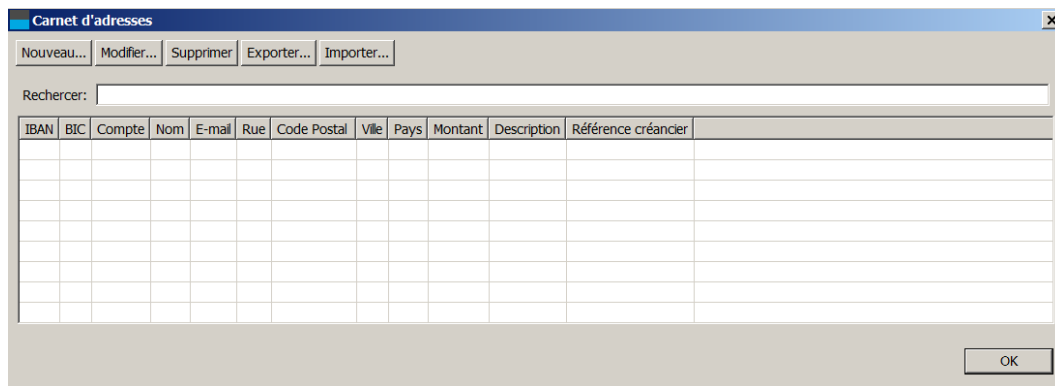 Carnet d'adresses
Nouveau... Modifier... Supprimer Exporter... Importer...
Rechercer:
IBAN BIC Compte Nom E-mail Rue Code Postal Ville Pays Montant Description Référence créancier
OK